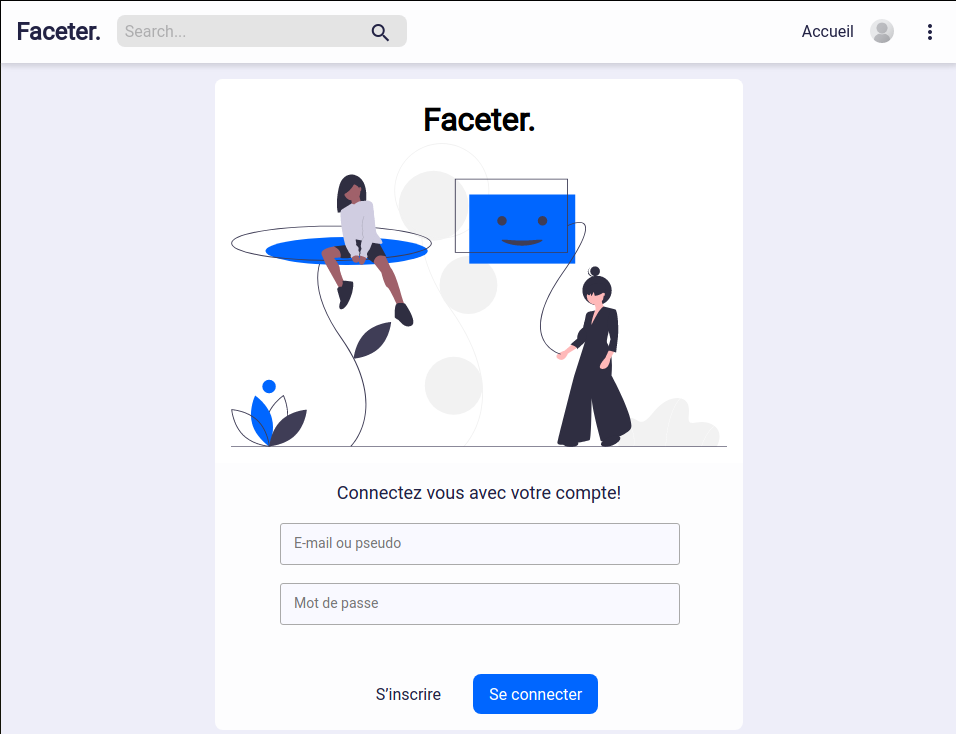 Faceter.
Search...
Accueil
Faceter.
Connectez vous avec votre compte!
E-mail ou pseudo
Mot de passe
S’inscrire
Se connecter